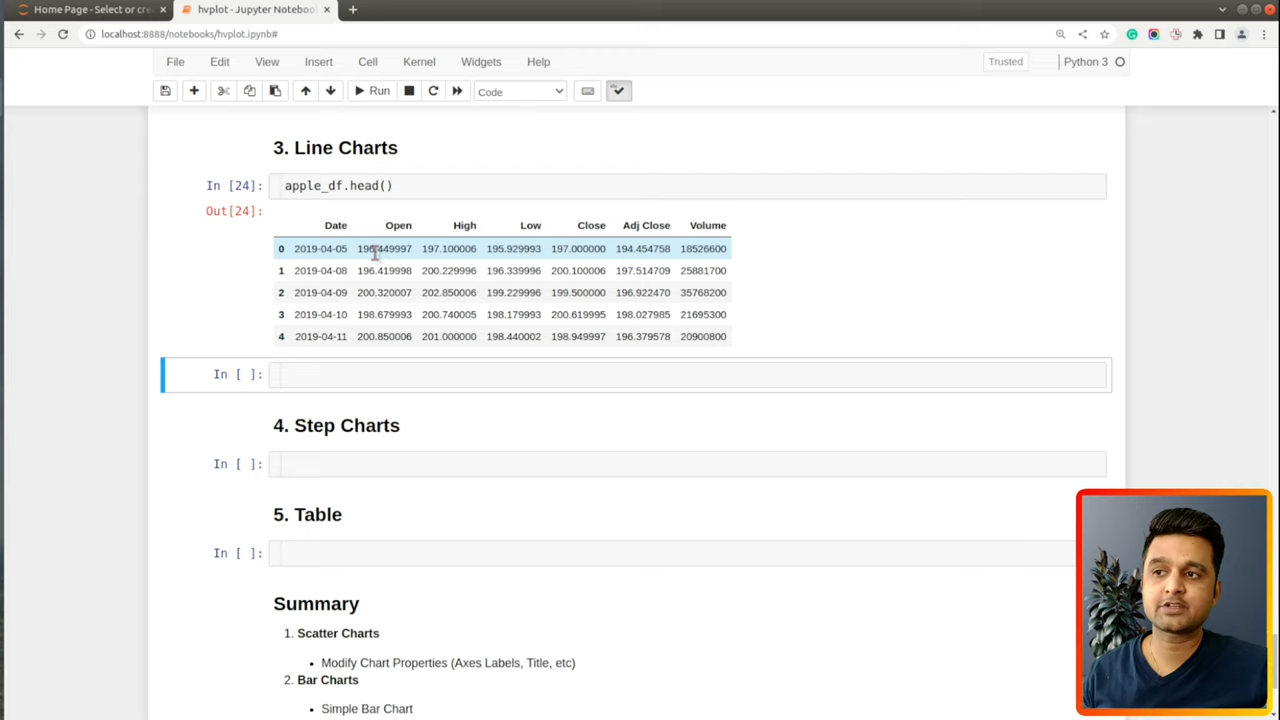 Home Page - Select or cre
hvplot - Jupyter Noteboo
localhost:8888/notebooks/hvplot.ipynb#
File Edit View Insert Cell Kernel Widgets Help Trusted Python 3
Run Code
3. Line Charts
In [24]: apple_df.head()
Out[24]:
Date Open High Low Close Adj Close Volume
0 2019-04-05 196.449997 197.100006 195.929993 197.000000 194.454758 18526600
1 2019-04-08 196.419998 200.229996 196.339996 200.100006 197.514709 25881700
2 2019-04-09 200.320007 202.850006 199.229996 199.500000 196.922470 35768200
3 2019-04-10 198.679993 200.740005 198.179993 200.619995 198.027985 21695300
4 2019-04-11 200.850006 201.000000 198.440002 198.949997 196.379578 20900800
In [ ]:
4. Step Charts
In [ ]:
5. Table
In [ ]:
Summary
1. Scatter Charts
• Modify Chart Properties (Axes Labels, Title, etc)
2. Bar Charts
• Simple Bar Chart